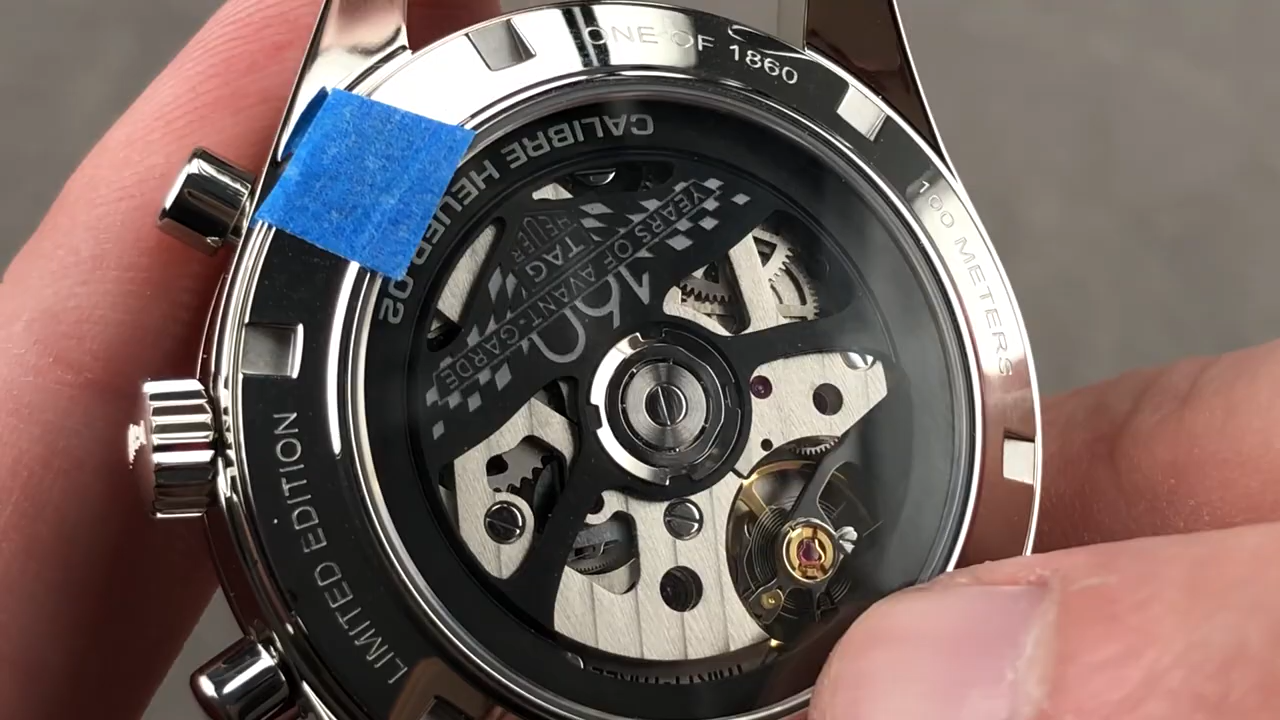 ONE OF 1860
100 METERS
LIMITED EDITION
CALIBRE HEUER 02
YEARS OF AVANT-GARDE
TAG
HEUER
160